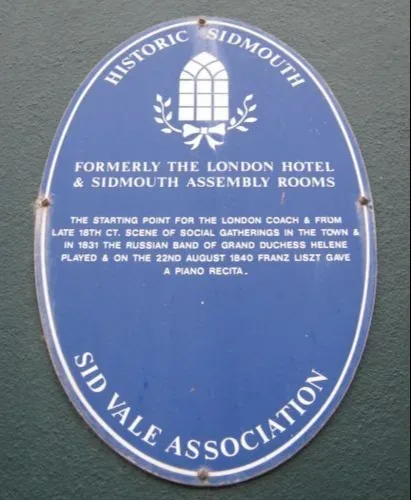 HISTORIC SIDMOUTH
FORMERLY THE LONDON HOTEL
& SIDMOUTH ASSEMBLY ROOMS
THE STARTING POINT FOR THE LONDON COACH & FROM
LATE 18TH CT. SCENE OF SOCIAL GATHERINGS IN THE TOWN &
IN 1831 THE RUSSIAN BAND OF GRAND DUCHESS HELENE
PLAYED & ON THE 22ND AUGUST 1840 FRANZ LISZT GAVE
A PIANO RECITA.
SID VALE ASSOCIATION